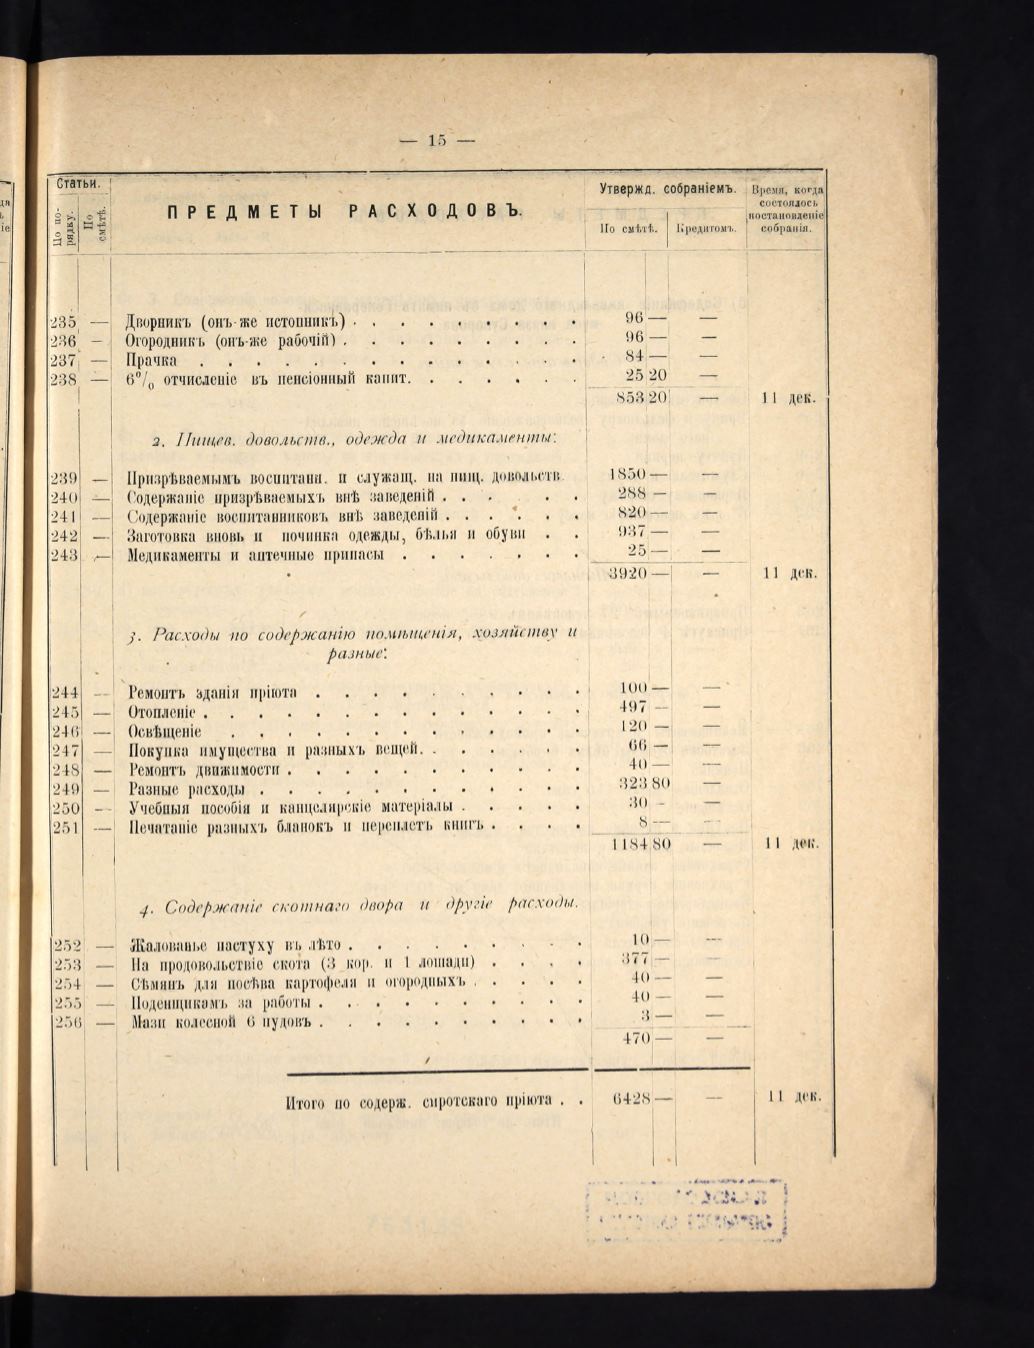 — 15 —
Статьи.
По по-рядку.
По смѣтѣ.
ПРЕДМЕТЫ РАСХОДОВЪ.
Утвержд. собраніемъ.
По смѣтѣ.
Кредитомъ.
Время, когда
состоялось
постановленіе
собранія.
235 — Дворникъ (онъ-же истопникъ) . . . . . . . . 96 — —
236 — Огородникъ (онъ-же рабочій) . . . . . . . . 96 — —
237 — Прачка . . . . . . . . . . . . . 84 — —
238 — 6% отчисленіе въ пенсіонный капит. . . . . . . 25 20 —
853 20 — 11 дек.
2. Пищев. довольств., одежда и медикаменты:
239 — Призрѣваемымъ воспитанн. и служащ. на пищ. довольств. 1850 — —
240 — Содержаніе призрѣваемыхъ внѣ заведеній . . . . . 288 — —
241 — Содержаніе воспитанниковъ внѣ заведеній . . . . . 820 — —
242 — Заготовка вновь и починка одежды, бѣлья и обуви . . 937 — —
243 — Медикаменты и аптечные припасы . . . . . . . 25 — —
3920 — — 11 дек.
3. Расходы по содержанію помѣщенія, хозяйству и
разные:
244 — Ремонтъ зданія пріюта . . . . . . . . . . 100 — —
245 — Отопленіе . . . . . . . . . . . . . . 497 — —
246 — Освѣщеніе . . . . . . . . . . . . . 120 — —
247 — Покупка имущества и разныхъ вещей. . . . . . . 66 — —
248 — Ремонтъ движимости . . . . . . . . . . . 40 — —
249 — Разные расходы . . . . . . . . . . . . 323 80 —
250 — Учебныя пособія и канцелярскіе матеріалы . . . . . 30 — —
251 — Печатаніе разныхъ бланокъ и переплетъ книгъ . . . . 8 — —
1184 80 — 11 дек.
4. Содержаніе скотнаго двора и другіе расходы.
252 — Жалованье пастуху въ лѣто . . . . . . . . . 10 — —
253 — На продовольствіе скота (3 кор. и 1 лошади) . . . . 377 — —
254 — Сѣмянъ для посѣва картофеля и огородныхъ . . . . . 40 — —
255 — Поденщикамъ за работы . . . . . . . . . . 40 — —
256 — Мази колесной 6 пудовъ . . . . . . . . . . 3 — —
470 — —
Итого по содерж. сиротскаго пріюта . . 6428 — — 11 дек.